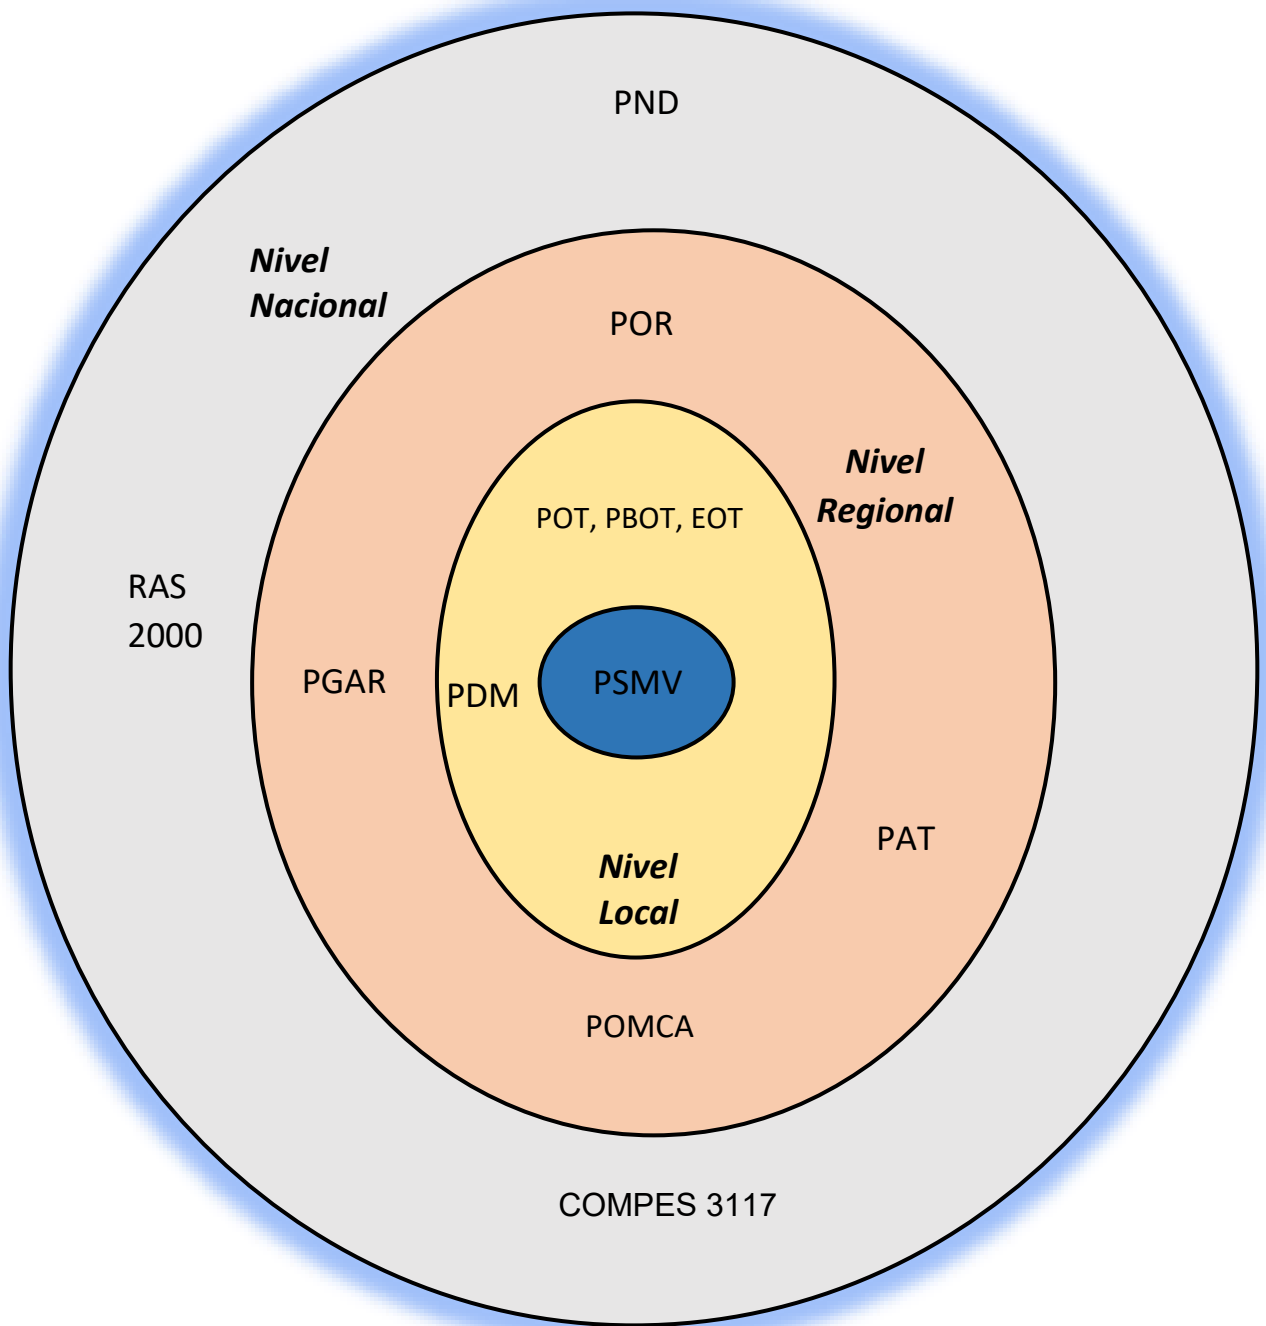 PND
Nivel
Nacional
POR
Nivel
Regional
POT, PBOT, EOT
RAS
2000
PGAR
PDM
PSMV
PAT
Nivel
Local
POMCA
COMPES 3117